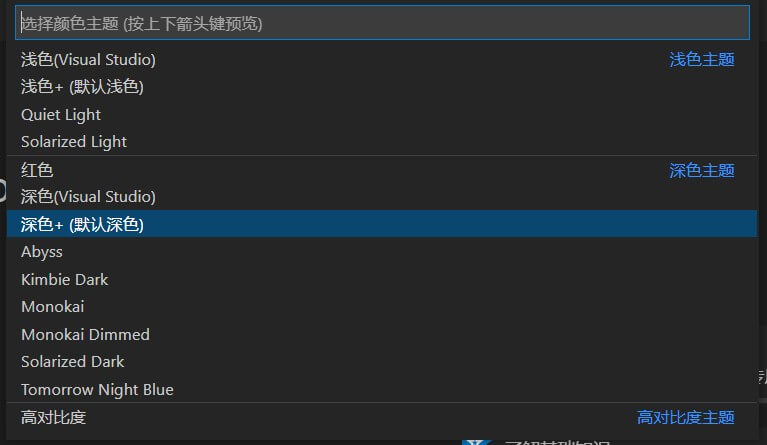 选择颜色主题 (按上下箭头键预览)
浅色(Visual Studio) 浅色主题
浅色+ (默认浅色)
Quiet Light
Solarized Light
红色 深色主题
深色(Visual Studio)
深色+ (默认深色)
Abyss
Kimbie Dark
Monokai
Monokai Dimmed
Solarized Dark
Tomorrow Night Blue
高对比度 高对比度主题